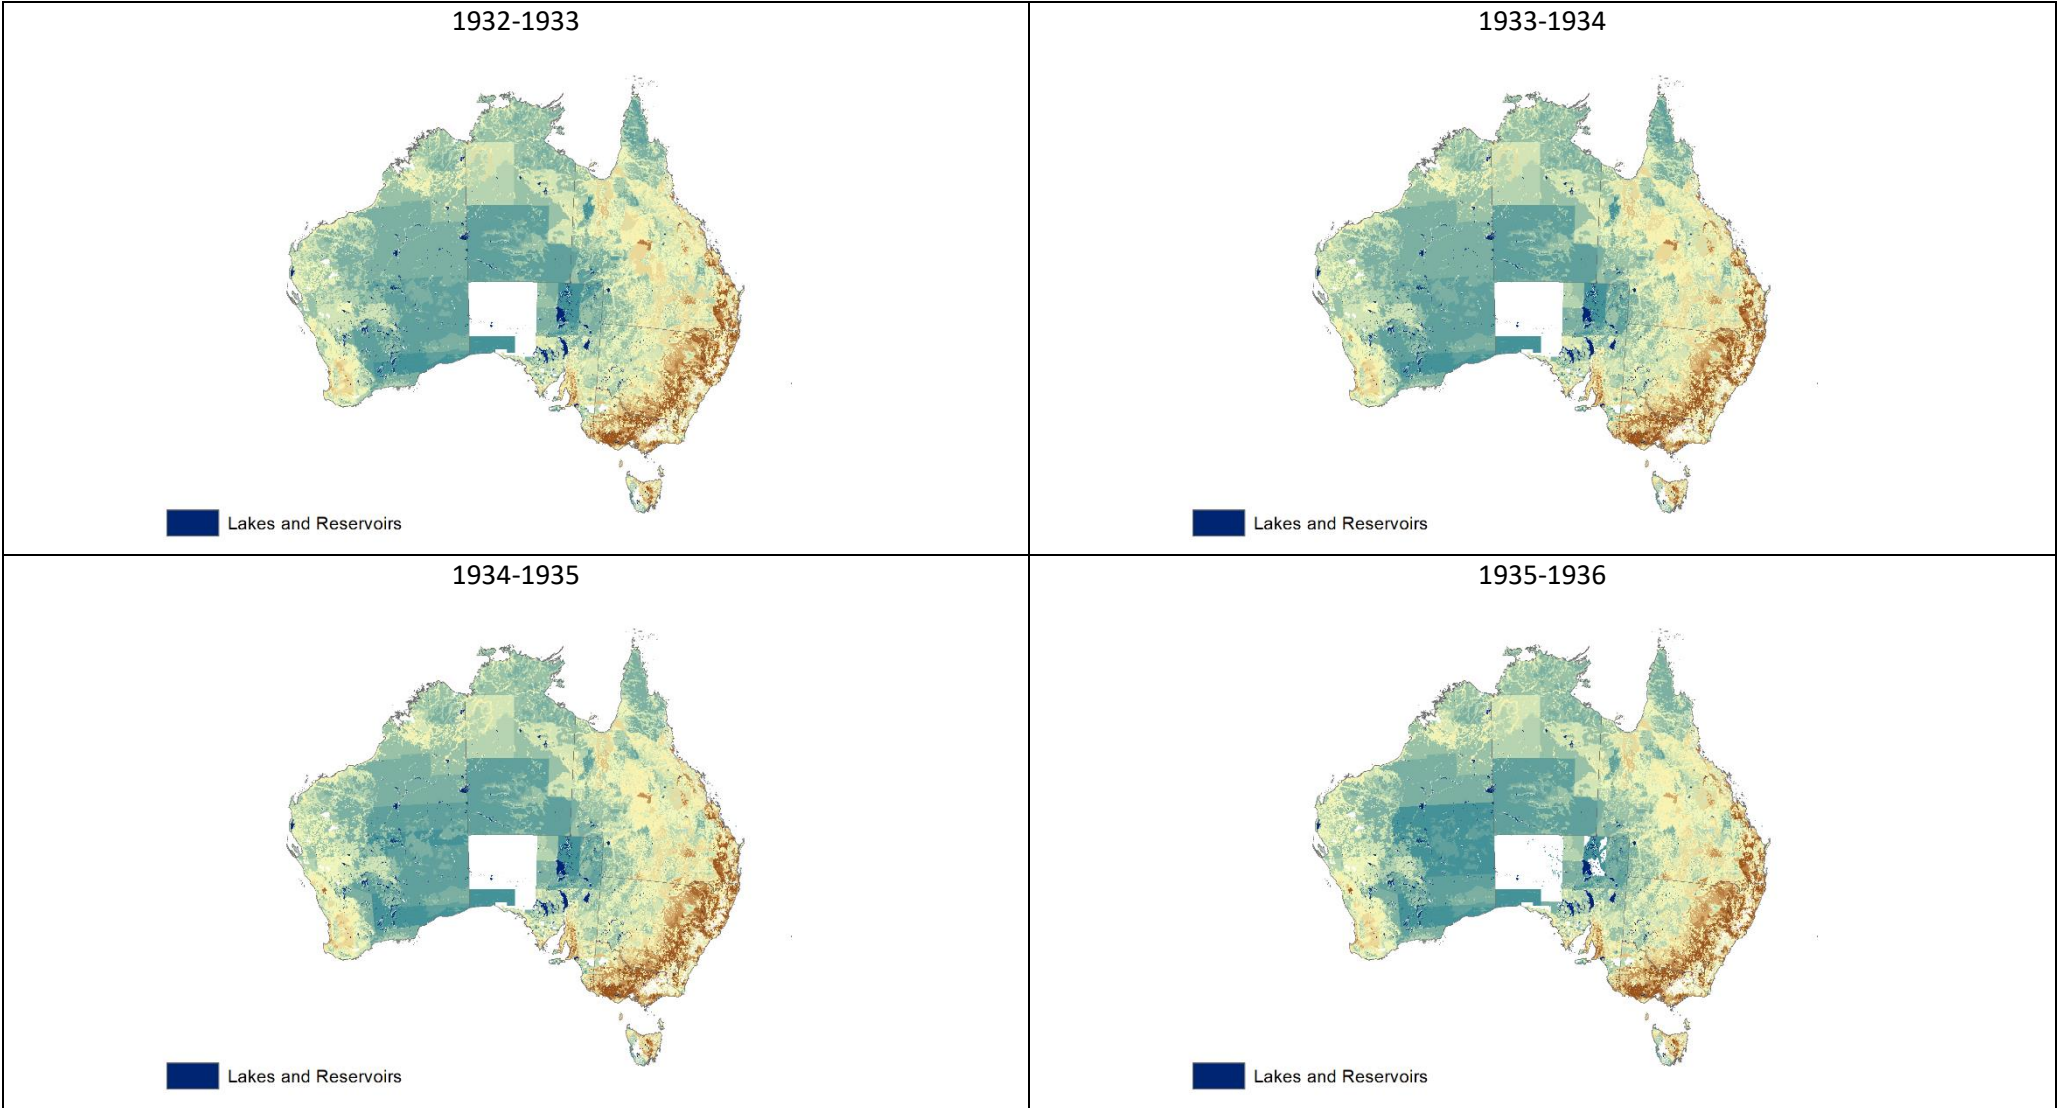 1932-1933
Lakes and Reservoirs
1933-1934
Lakes and Reservoirs
1934-1935
Lakes and Reservoirs
1935-1936
Lakes and Reservoirs